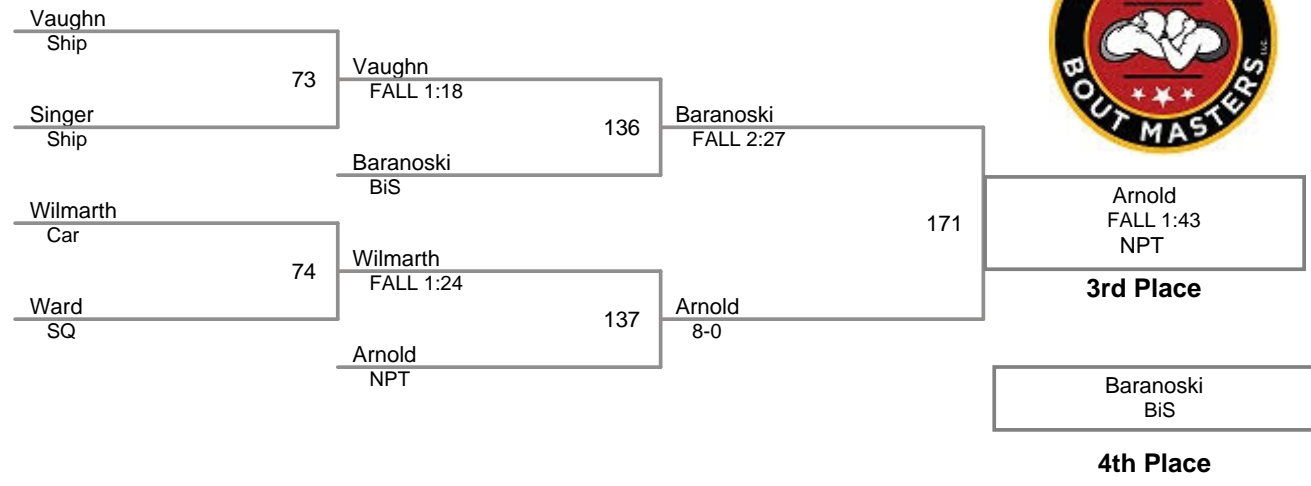 Vaughn
Ship
73
Singer
Ship
Wilmarth
Car
74
Ward
SQ
Vaughn
FALL 1:18
136
Baranoski
BiS
Wilmarth
FALL 1:24
137
Arnold
NPT
Baranoski
FALL 2:27
171
Arnold
8-0
BOUT MASTERS LLC.
Arnold
FALL 1:43
NPT
3rd Place
Baranoski
BiS
4th Place